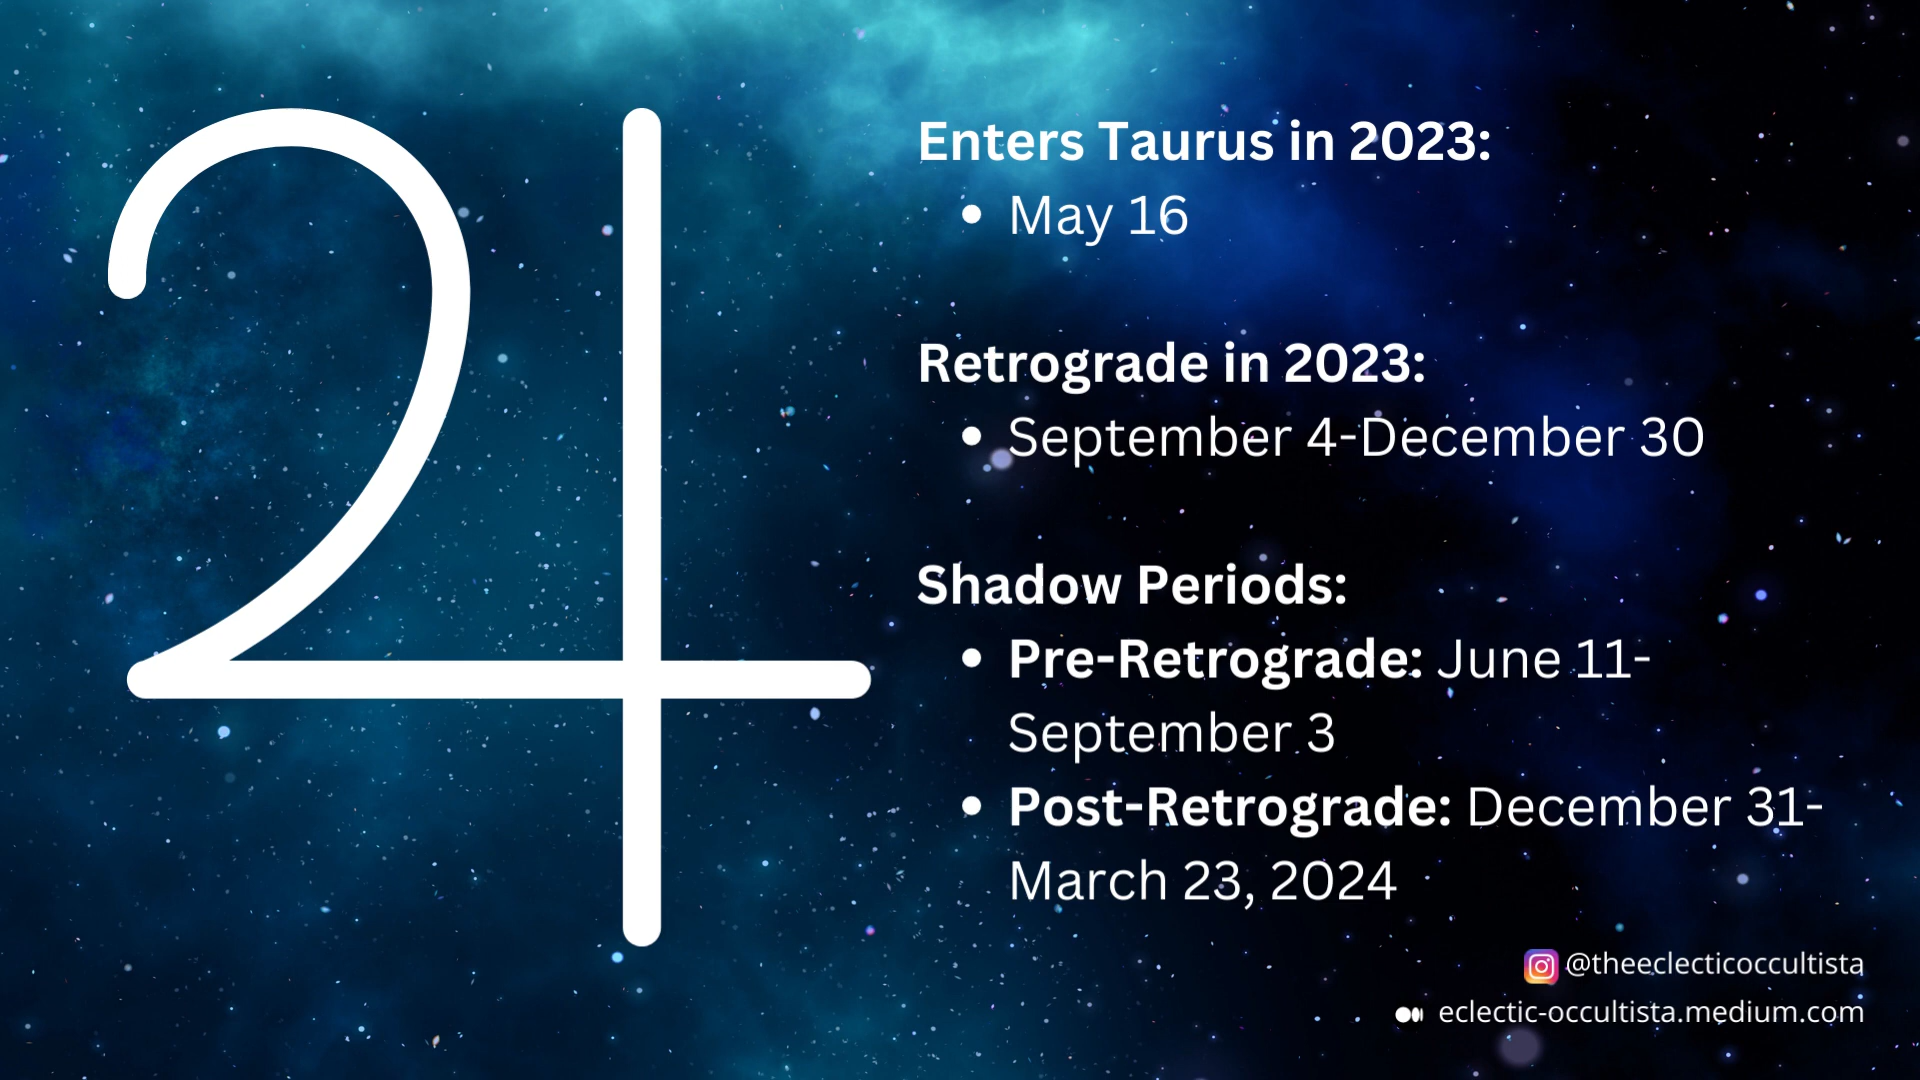 Enters Taurus in 2023:
• May 16
Retrograde in 2023:
• September 4-December 30
Shadow Periods:
• Pre-Retrograde: June 11-
September 3
• Post-Retrograde: December 31-
March 23, 2024
@theeclecticoccultista
eclectic-occultista.medium.com